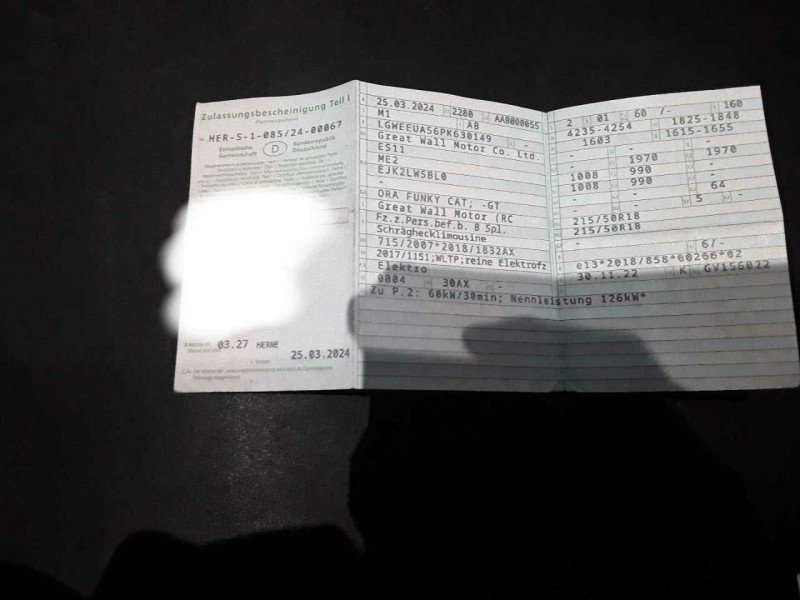 Zulassungsbescheinigung Teil I
(Fahrzeugschein)
HER-S-1-085/24-00067
Europäische Gemeinschaft
D
Bundesrepublik Deutschland
03.27 HERNE
25.03.2024
25.03.2024 2280 AAB000055
M1 AB
LGWEEUA56PK630149 -
Great Wall Motor Co. Ltd.
ES11
ME2
EJK2LW5BL0
-
ORA FUNKY CAT; -GT
Great Wall Motor (RC
Fz.z.Pers.bef.b. 8 Spl.
Schräghecklimousine
715/2007*2018/1832AX
2017/1151;WLTP;reine Elektrofz
Elektro
0004 30AX -
Zu P.2: 60kW/30min; Nennleistung 126kW*
2 01 60 /- 160
4235-4254 1825-1848
1603 1615-1655
- - -
- 1970 1970
1008 990 -
1008 990 -
- - 64
- 5 -
215/50R18
215/50R18
- 6/-
e13*2018/858*00266*02
30.11.22 K GV156022